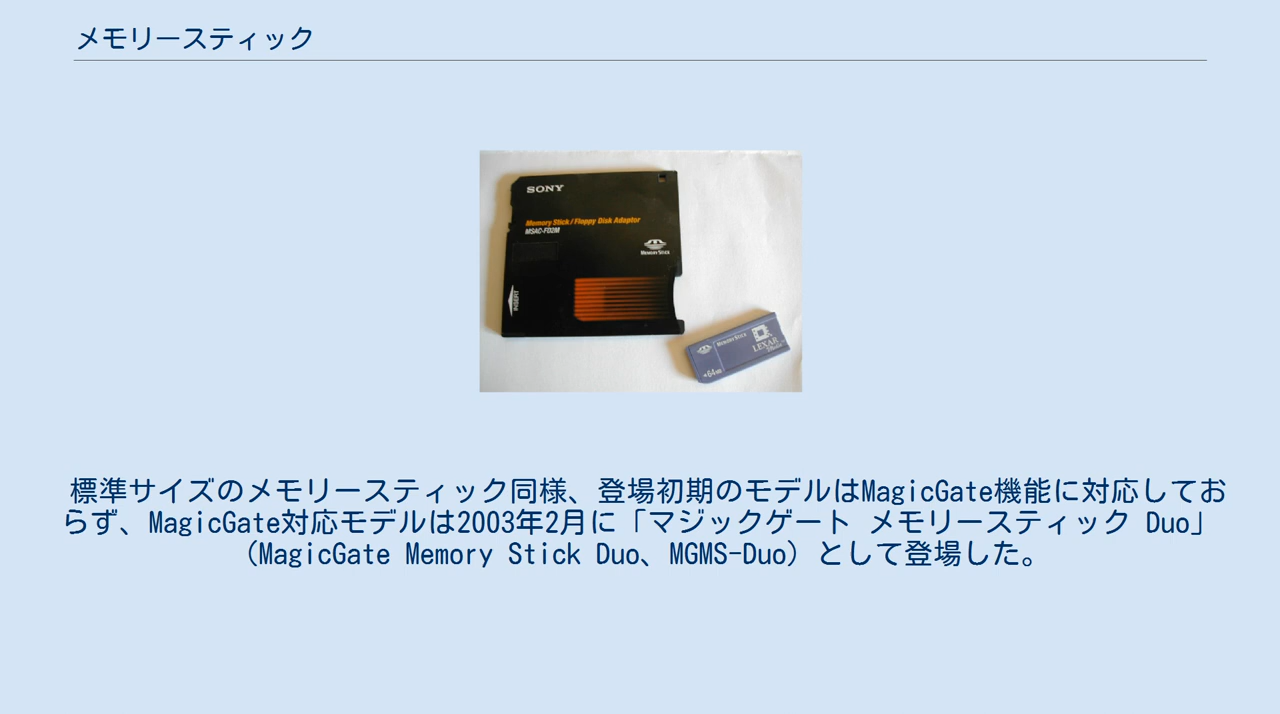 メモリースティック
SONY
Memory Stick / Floppy Disk Adaptor
MSAC-FD2M
MEMORY STICK
INSERT
MEMORY STICK
LEXAR
Media
64MB
標準サイズのメモリースティック同様、登場初期のモデルはMagicGate機能に対応してお
らず、MagicGate対応モデルは2003年2月に「マジックゲート メモリースティック Duo」
（MagicGate Memory Stick Duo、MGMS-Duo）として登場した。